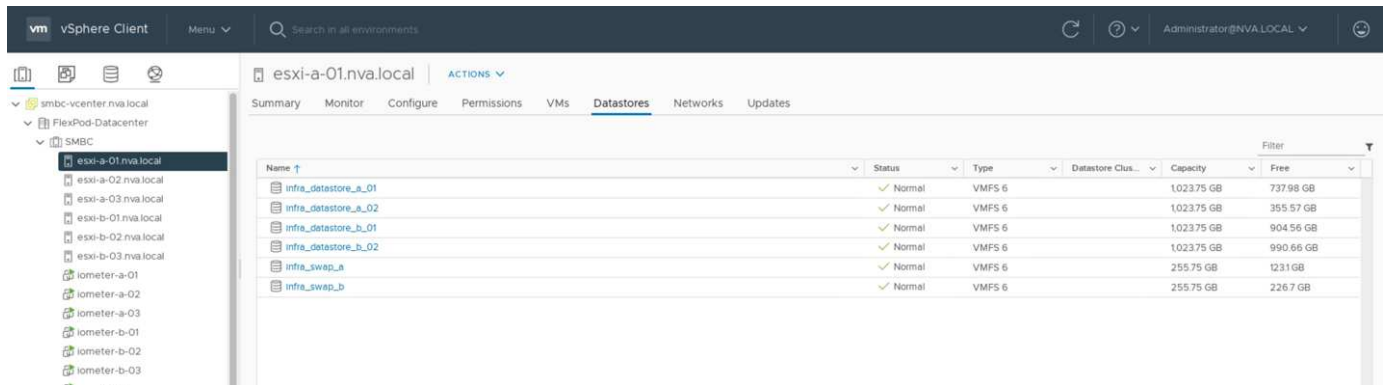 vm vSphere Client Menu Search in all environments Administrator@NVA.LOCAL
esxi-a-01.nva.local ACTIONS
smbc-vcenter.nva.local
FlexPod-Datacenter
SMBC
esxi-a-01.nva.local
esxi-a-02.nva.local
esxi-a-03.nva.local
esxi-b-01.nva.local
esxi-b-02.nva.local
esxi-b-03.nva.local
iometer-a-01
iometer-a-02
iometer-a-03
iometer-b-01
iometer-b-02
iometer-b-03
Summary Monitor Configure Permissions VMs Datastores Networks Updates
Filter
Name Status Type Datastore Clus... Capacity Free
infra_datastore_a_01 Normal VMFS 6 1,023.75 GB 737.98 GB
infra_datastore_a_02 Normal VMFS 6 1,023.75 GB 355.57 GB
infra_datastore_b_01 Normal VMFS 6 1,023.75 GB 904.56 GB
infra_datastore_b_02 Normal VMFS 6 1,023.75 GB 990.66 GB
infra_swap_a Normal VMFS 6 255.75 GB 123.1 GB
infra_swap_b Normal VMFS 6 255.75 GB 226.7 GB